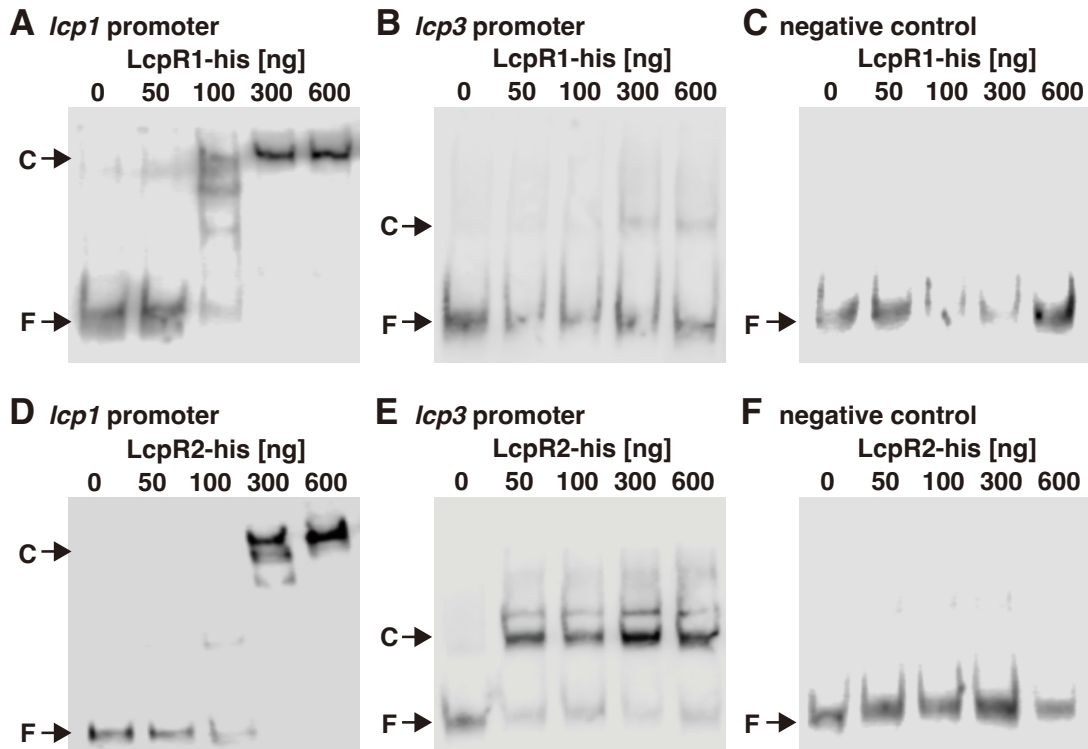 A lcp1 promoter
LcpR1-his [ng]
0 50 100 300 600
C
F
B lcp3 promoter
LcpR1-his [ng]
0 50 100 300 600
C
F
C negative control
LcpR1-his [ng]
0 50 100 300 600
F
D lcp1 promoter
LcpR2-his [ng]
0 50 100 300 600
C
F
E lcp3 promoter
LcpR2-his [ng]
0 50 100 300 600
C
F
F negative control
LcpR2-his [ng]
0 50 100 300 600
F